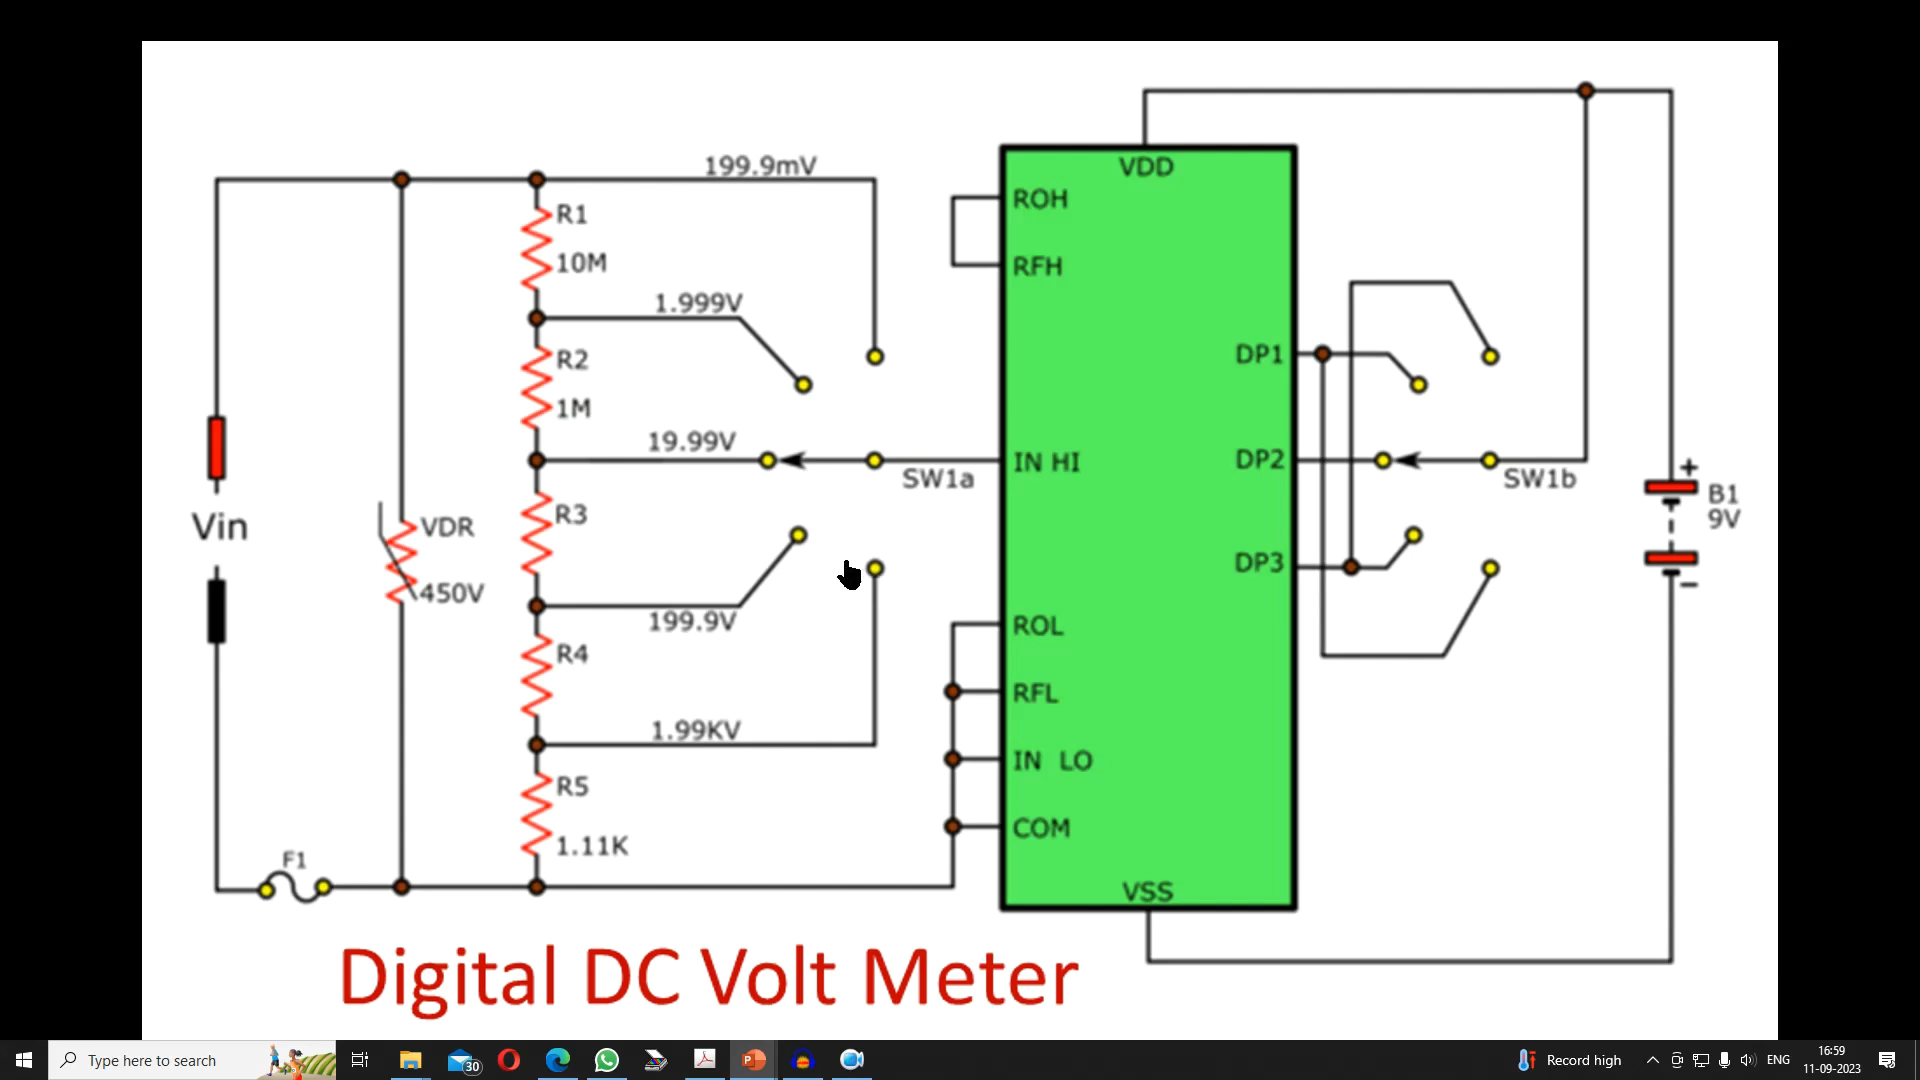 199.9mV
VDD
ROH
R1
10M
RFH
1.999V
R2
1M
DP1
19.99V
IN HI
DP2
SW1a
SW1b
B1
9V
+
R3
Vin
VDR
DP3
450V
−
199.9V
ROL
R4
RFL
1.99KV
IN LO
R5
COM
1.11K
F1
VSS
Digital DC Volt Meter
Type here to search
30
Record high
ENG
16:59
11-09-2023